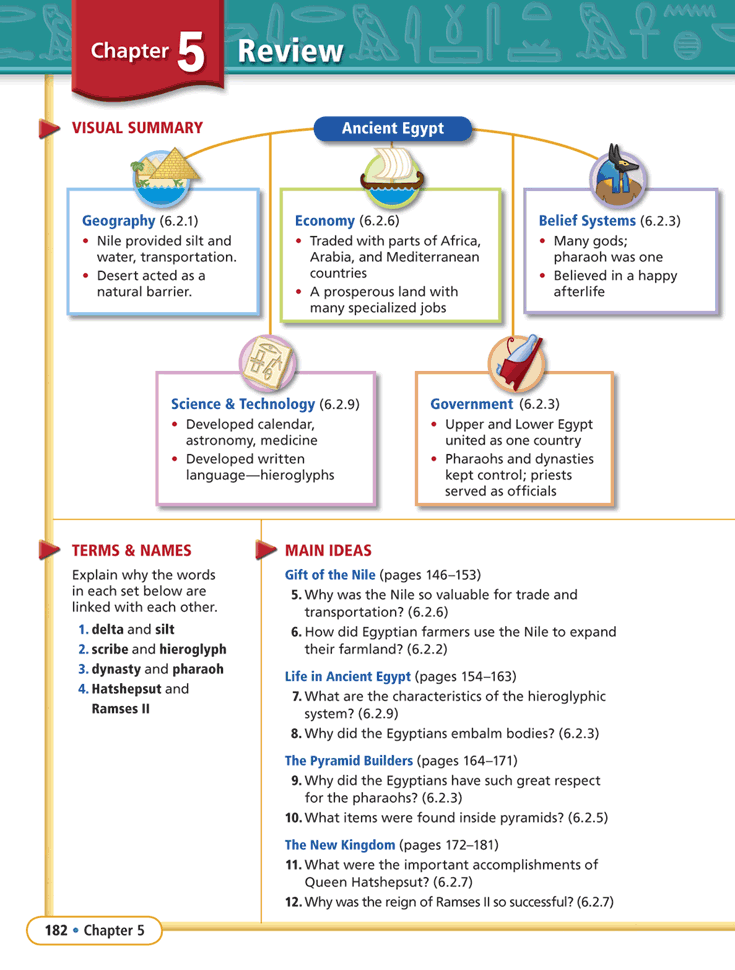 Chapter 5 Review
VISUAL SUMMARY
Ancient Egypt
Geography (6.2.1)
• Nile provided silt and
water, transportation.
• Desert acted as a
natural barrier.
Economy (6.2.6)
• Traded with parts of Africa,
Arabia, and Mediterranean
countries
• A prosperous land with
many specialized jobs
Belief Systems (6.2.3)
• Many gods;
pharaoh was one
• Believed in a happy
afterlife
Science & Technology (6.2.9)
• Developed calendar,
astronomy, medicine
• Developed written
language—hieroglyphs
Government (6.2.3)
• Upper and Lower Egypt
united as one country
• Pharaohs and dynasties
kept control; priests
served as officials
TERMS & NAMES
Explain why the words
in each set below are
linked with each other.
1. delta and silt
2. scribe and hieroglyph
3. dynasty and pharaoh
4. Hatshepsut and
Ramses II
MAIN IDEAS
Gift of the Nile (pages 146–153)
5. Why was the Nile so valuable for trade and
transportation? (6.2.6)
6. How did Egyptian farmers use the Nile to expand
their farmland? (6.2.2)
Life in Ancient Egypt (pages 154–163)
7. What are the characteristics of the hieroglyphic
system? (6.2.9)
8. Why did the Egyptians embalm bodies? (6.2.3)
The Pyramid Builders (pages 164–171)
9. Why did the Egyptians have such great respect
for the pharaohs? (6.2.3)
10. What items were found inside pyramids? (6.2.5)
The New Kingdom (pages 172–181)
11. What were the important accomplishments of
Queen Hatshepsut? (6.2.7)
12. Why was the reign of Ramses II so successful? (6.2.7)
182 • Chapter 5